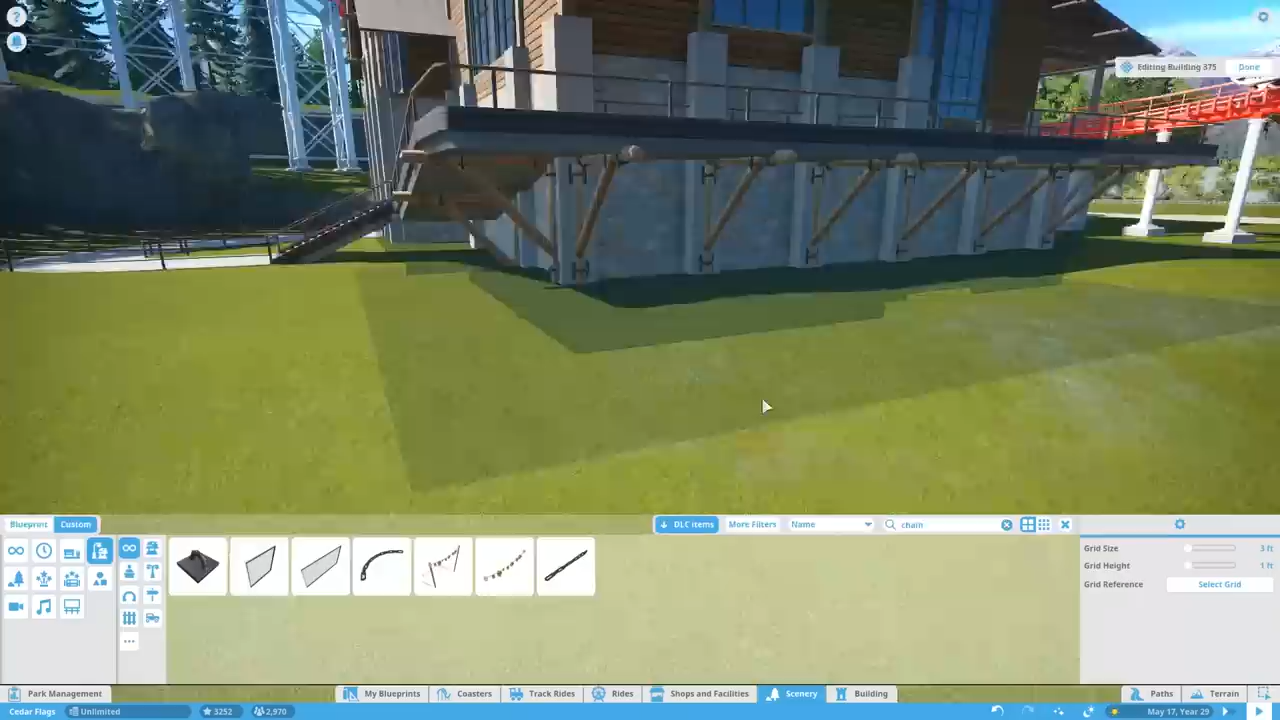 Editing Building 375 Done
Blueprint Custom DLC Items More Filters Name chain
Grid Size 3 ft
Grid Height 1 ft
Grid Reference Select Grid
Park Management My Blueprints Coasters Track Rides Rides Shops and Facilities Scenery Building Paths Terrain
Cedar Flags Unlimited 3252 2,970 May 17, Year 29